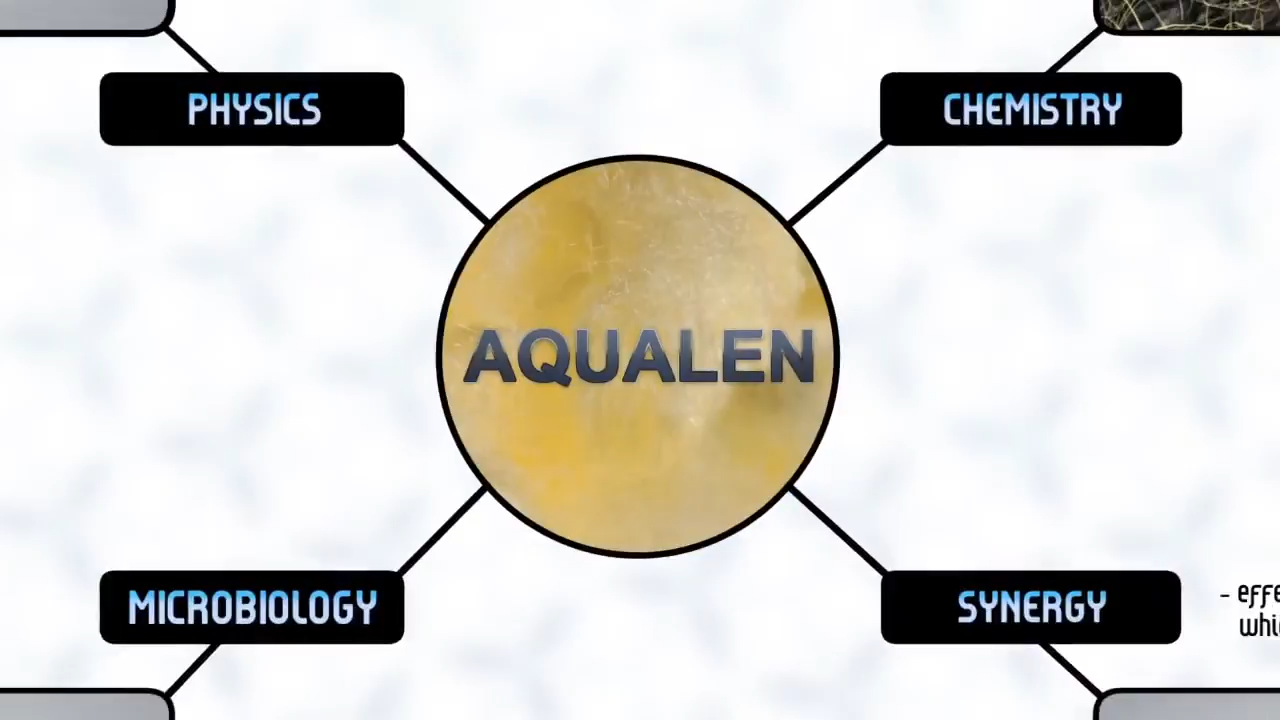 PHYSICS
CHEMISTRY
AQUALEN
MICROBIOLOGY
SYNERGY